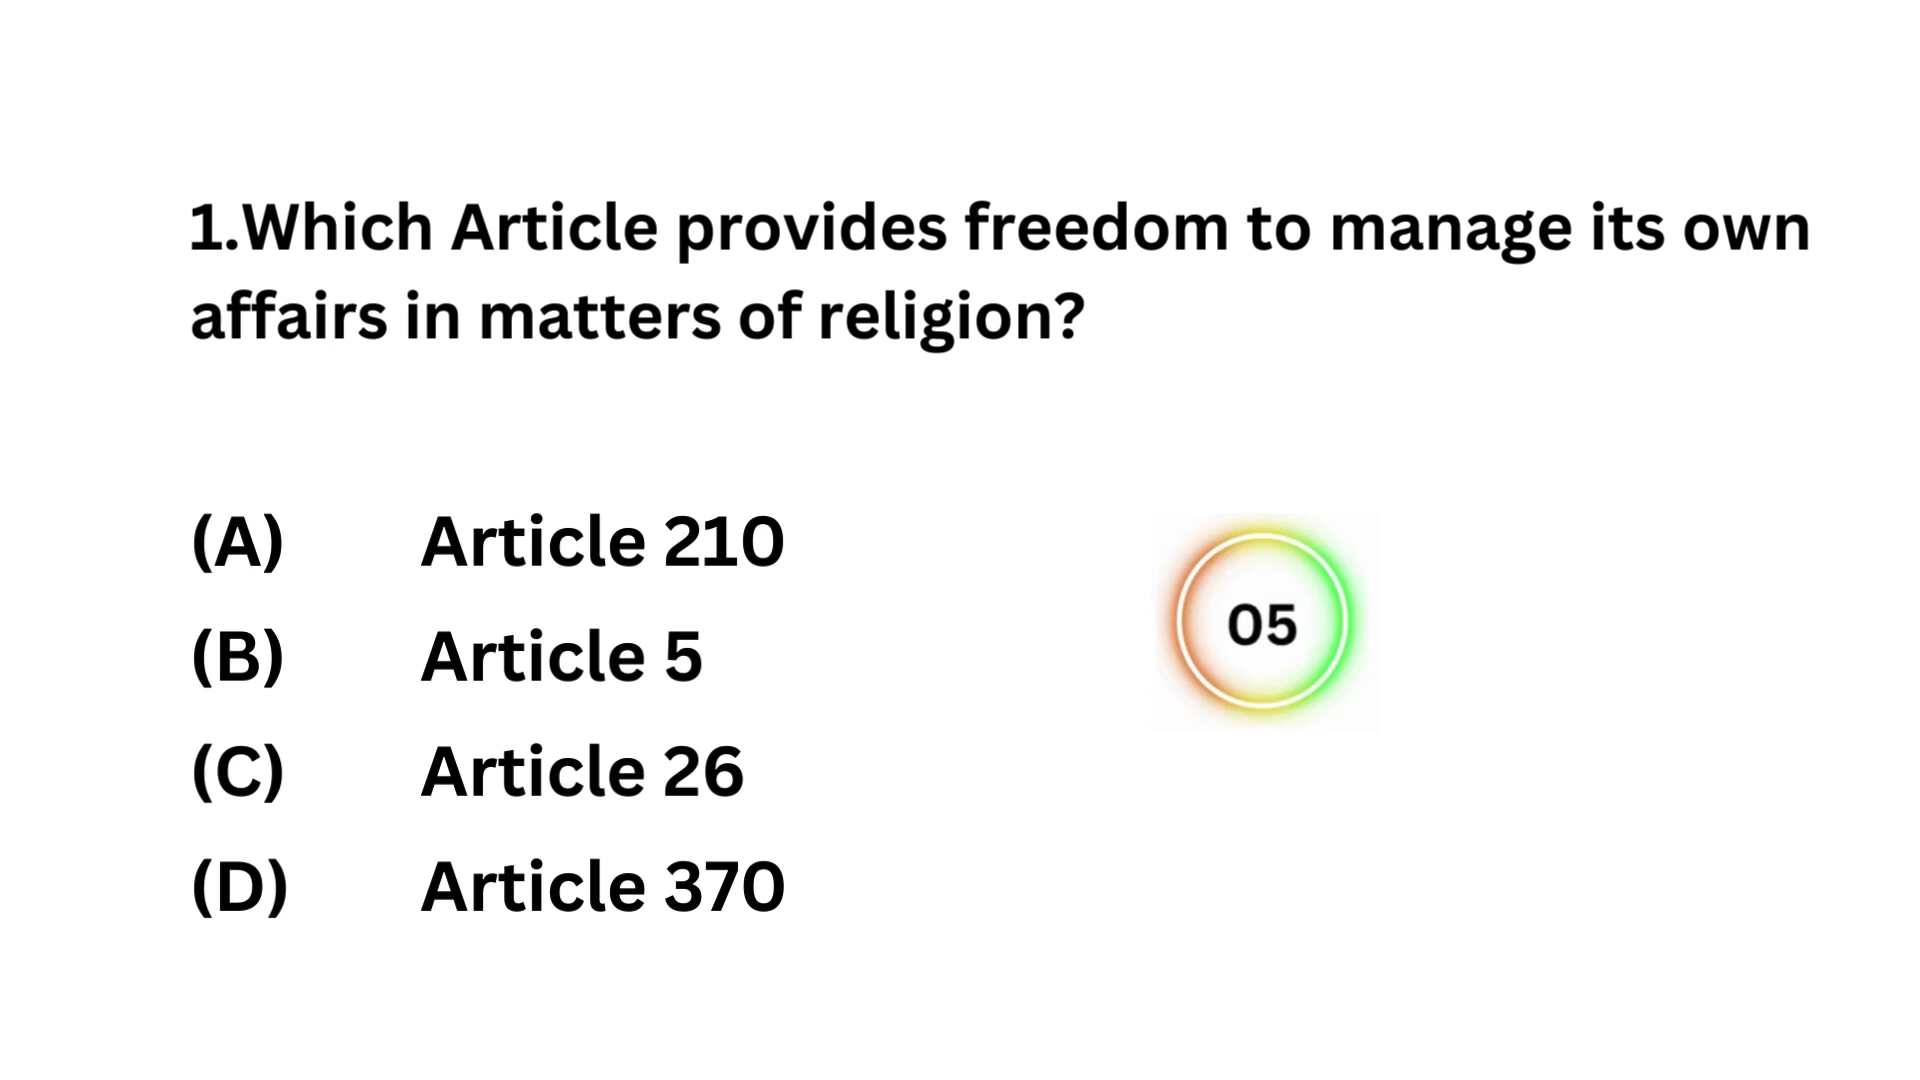 1.Which Article provides freedom to manage its own
affairs in matters of religion?
(A) Article 210
(B) Article 5
(C) Article 26
(D) Article 370
05